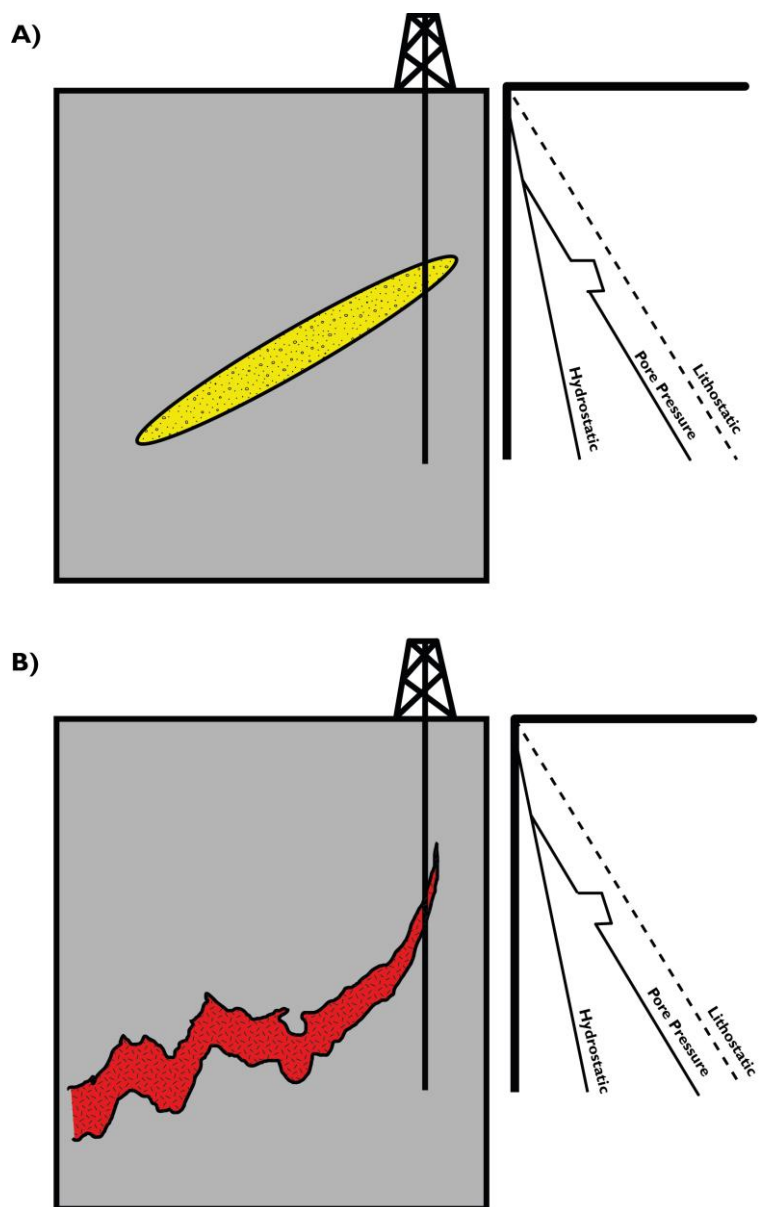 A)
Hydrostatic
Pore Pressure
Lithostatic
B)
Hydrostatic
Pore Pressure
Lithostatic